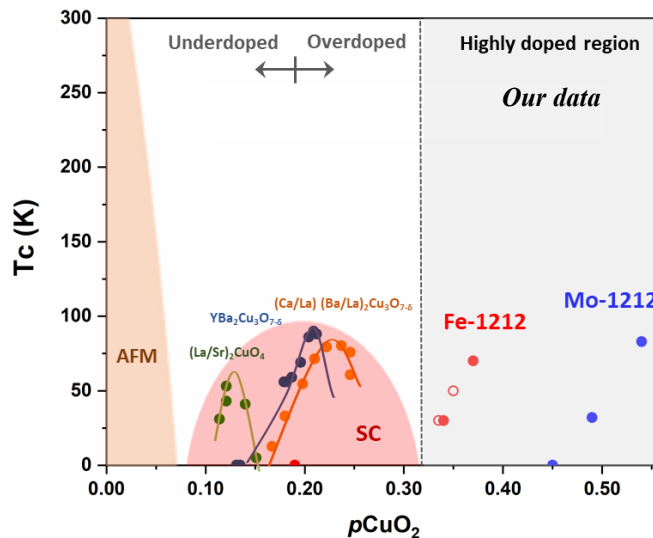 300
250
200
150
100
50
0
Tc (K)
Underdoped
Overdoped
Highly doped region
Our data
(Ca/La) (Ba/La)₂Cu₃O₇₋δ
YBa₂Cu₃O₇₋δ
(La/Sr)₂CuO₄
Mo-1212
Fe-1212
AFM
SC
0.00 0.10 0.20 0.30 0.40 0.50
pCuO₂